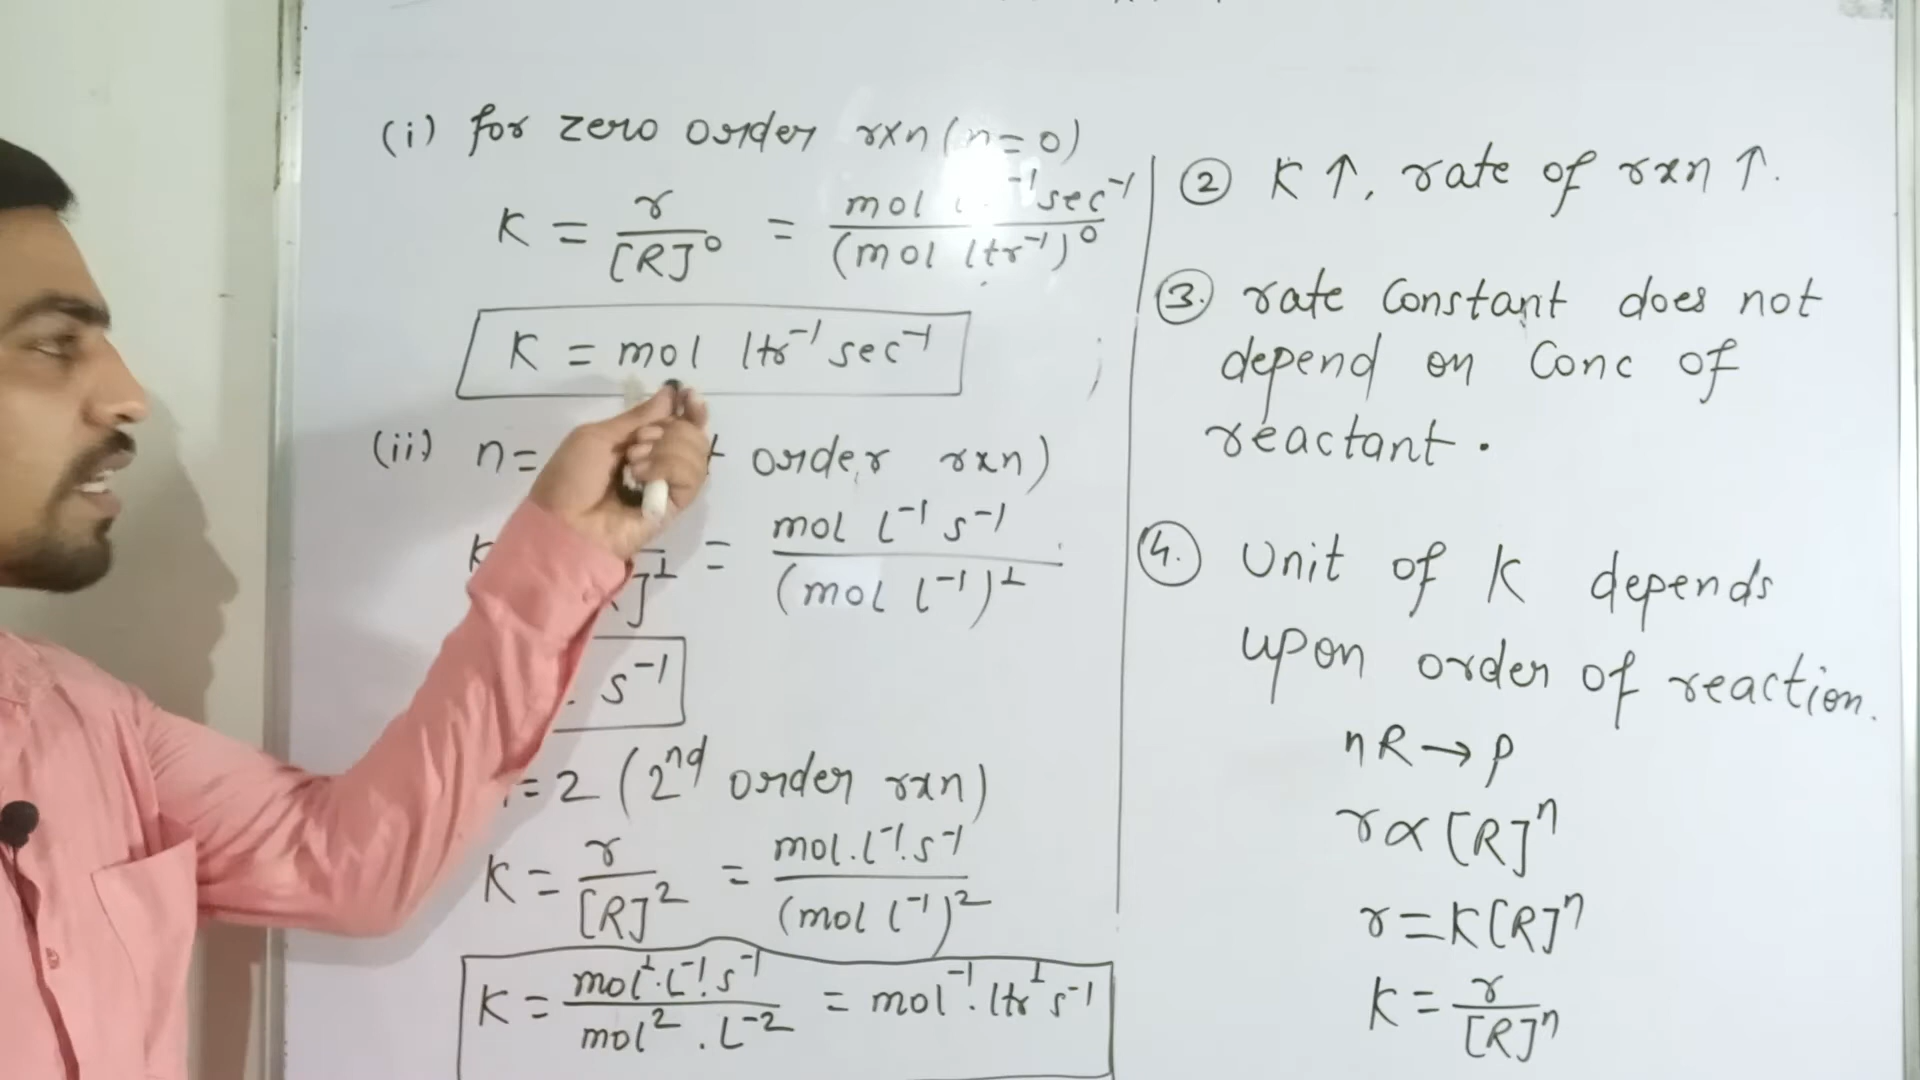 (i) for zero order rxn (n=0)
K = r/[R]⁰ = mol l⁻¹ sec⁻¹/(mol ltr⁻¹)⁰
K = mol ltr⁻¹ sec⁻¹
(ii) n= order rxn)
K = mol l⁻¹ s⁻¹/(mol l⁻¹)¹
s⁻¹
=2 (2nd order rxn)
K = r/[R]² = mol.l⁻¹.s⁻¹/(mol l⁻¹)²
K = mol¹.L⁻¹.s⁻¹/mol².L⁻² = mol⁻¹.ltr¹ s⁻¹
② K ↑, rate of rxn ↑.
③ rate Constant does not
depend on Conc of
reactant.
④ Unit of K depends
upon order of reaction.
nR → P
r ∝ [R]ⁿ
r = K[R]ⁿ
K = r/[R]ⁿ